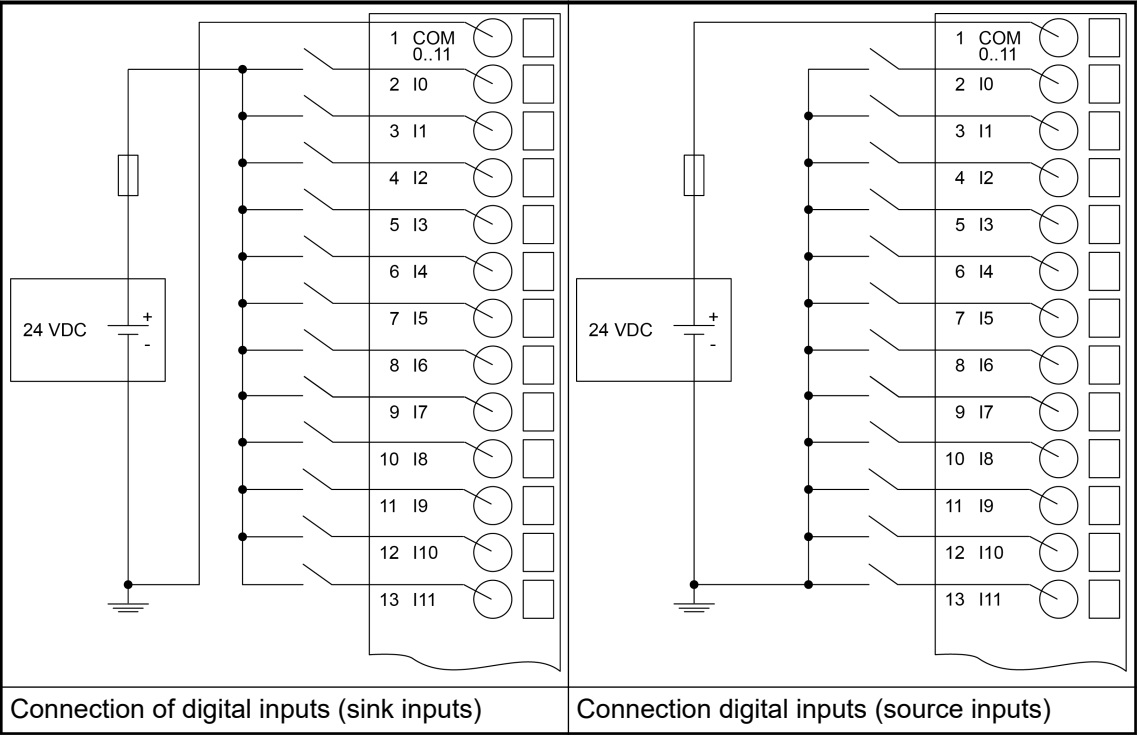 1 COM
0..11
2 I0
3 I1
4 I2
5 I3
6 I4
7 I5
8 I6
9 I7
10 I8
11 I9
12 I10
13 I11
24 VDC
+
-
Connection of digital inputs (sink inputs)
1 COM
0..11
2 I0
3 I1
4 I2
5 I3
6 I4
7 I5
8 I6
9 I7
10 I8
11 I9
12 I10
13 I11
24 VDC
+
-
Connection digital inputs (source inputs)